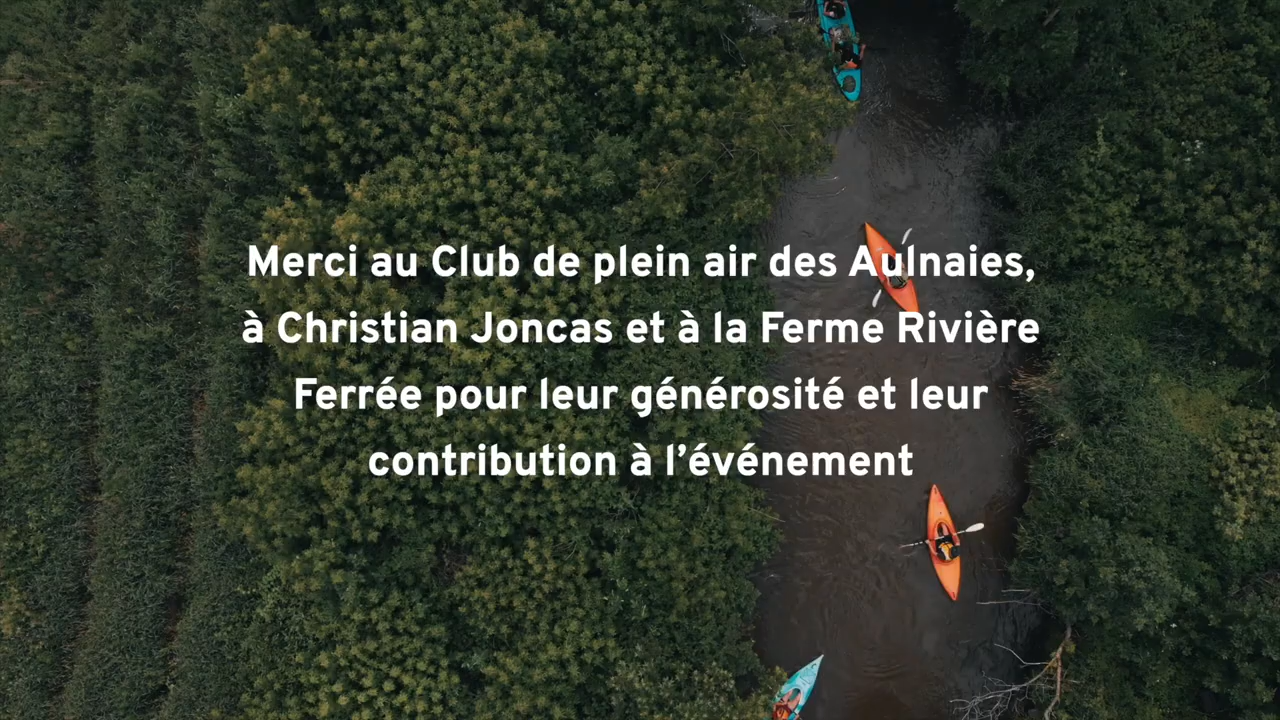 Merci au Club de plein air des Aulnaies,
à Christian Joncas et à la Ferme Rivière
Ferrée pour leur générosité et leur
contribution à l’événement